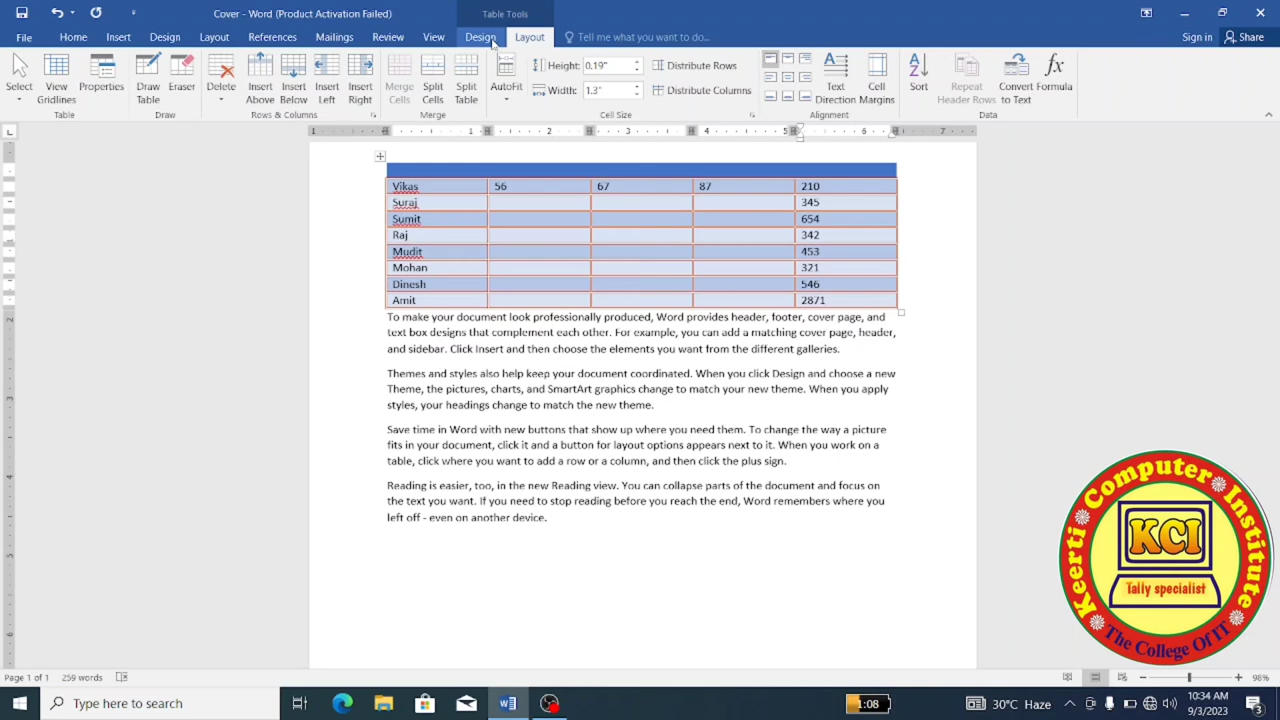 Cover - Word (Product Activation Failed)
Table Tools
File Home Insert Design Layout References Mailings Review View Design Layout Tell me what you want to do... Sign in Share
Select View Gridlines Properties Draw Table Eraser Delete Insert Above Insert Below Insert Left Insert Right Merge Cells Split Cells Split Table AutoFit
Height: 0.19" Distribute Rows
Width: 1.3" Distribute Columns
Text Direction Cell Margins Sort Repeat Header Rows Convert to Text Formula
Table Draw Rows & Columns Merge Cell Size Alignment Data
1 1 2 3 4 5 6 7
Vikas 56 67 87 210
Suraj 345
Sumit 654
Raj 342
Mudit 453
Mohan 321
Dinesh 546
Amit 2871
To make your document look professionally produced, Word provides header, footer, cover page, and
text box designs that complement each other. For example, you can add a matching cover page, header,
and sidebar. Click Insert and then choose the elements you want from the different galleries.
Themes and styles also help keep your document coordinated. When you click Design and choose a new
Theme, the pictures, charts, and SmartArt graphics change to match your new theme. When you apply
styles, your headings change to match the new theme.
Save time in Word with new buttons that show up where you need them. To change the way a picture
fits in your document, click it and a button for layout options appears next to it. When you work on a
table, click where you want to add a row or a column, and then click the plus sign.
Reading is easier, too, in the new Reading view. You can collapse parts of the document and focus on
the text you want. If you need to stop reading before you reach the end, Word remembers where you
left off - even on another device.
Keerti Computer Institute
KCI
Tally specialist
The College Of IT
Page 1 of 1 259 words 98%
Type here to search
1:08
30°C Haze
10:34 AM
9/3/2023
3